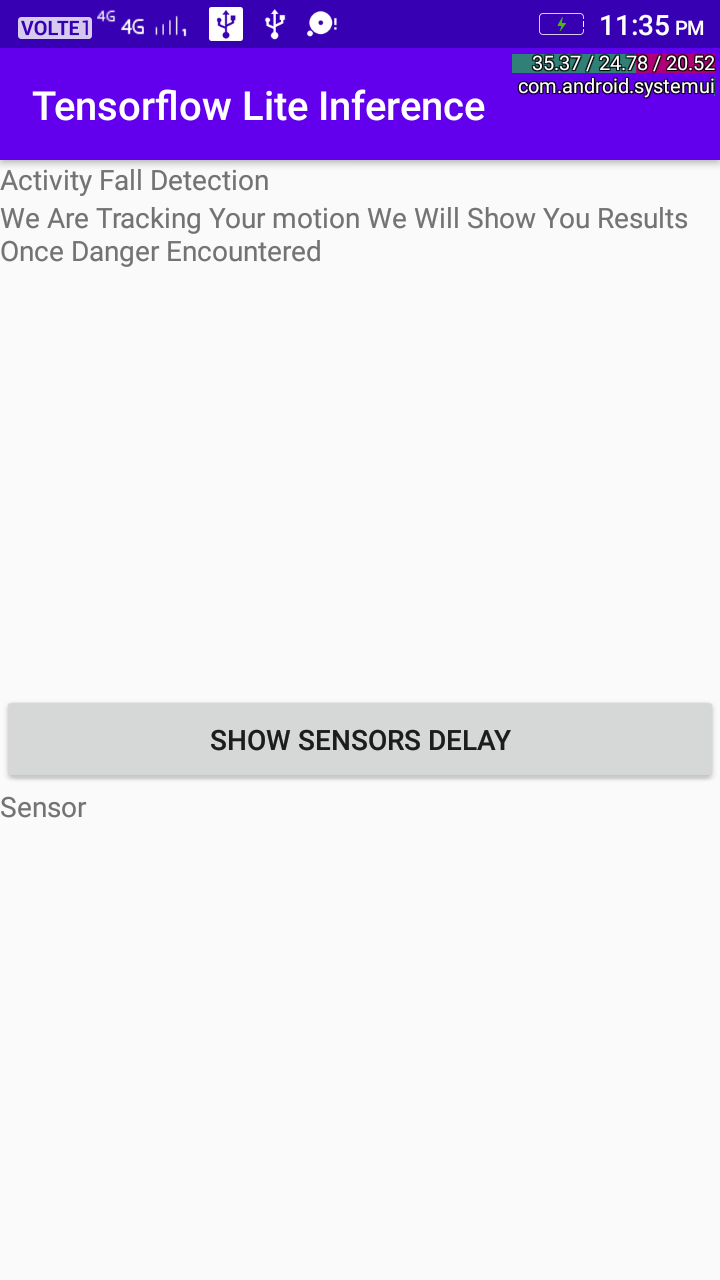 VOLTE1 4G 4G 11:35 PM
35.37 / 24.78 / 20.52
com.android.systemui
Tensorflow Lite Inference
Activity Fall Detection
We Are Tracking Your motion We Will Show You Results
Once Danger Encountered
SHOW SENSORS DELAY
Sensor